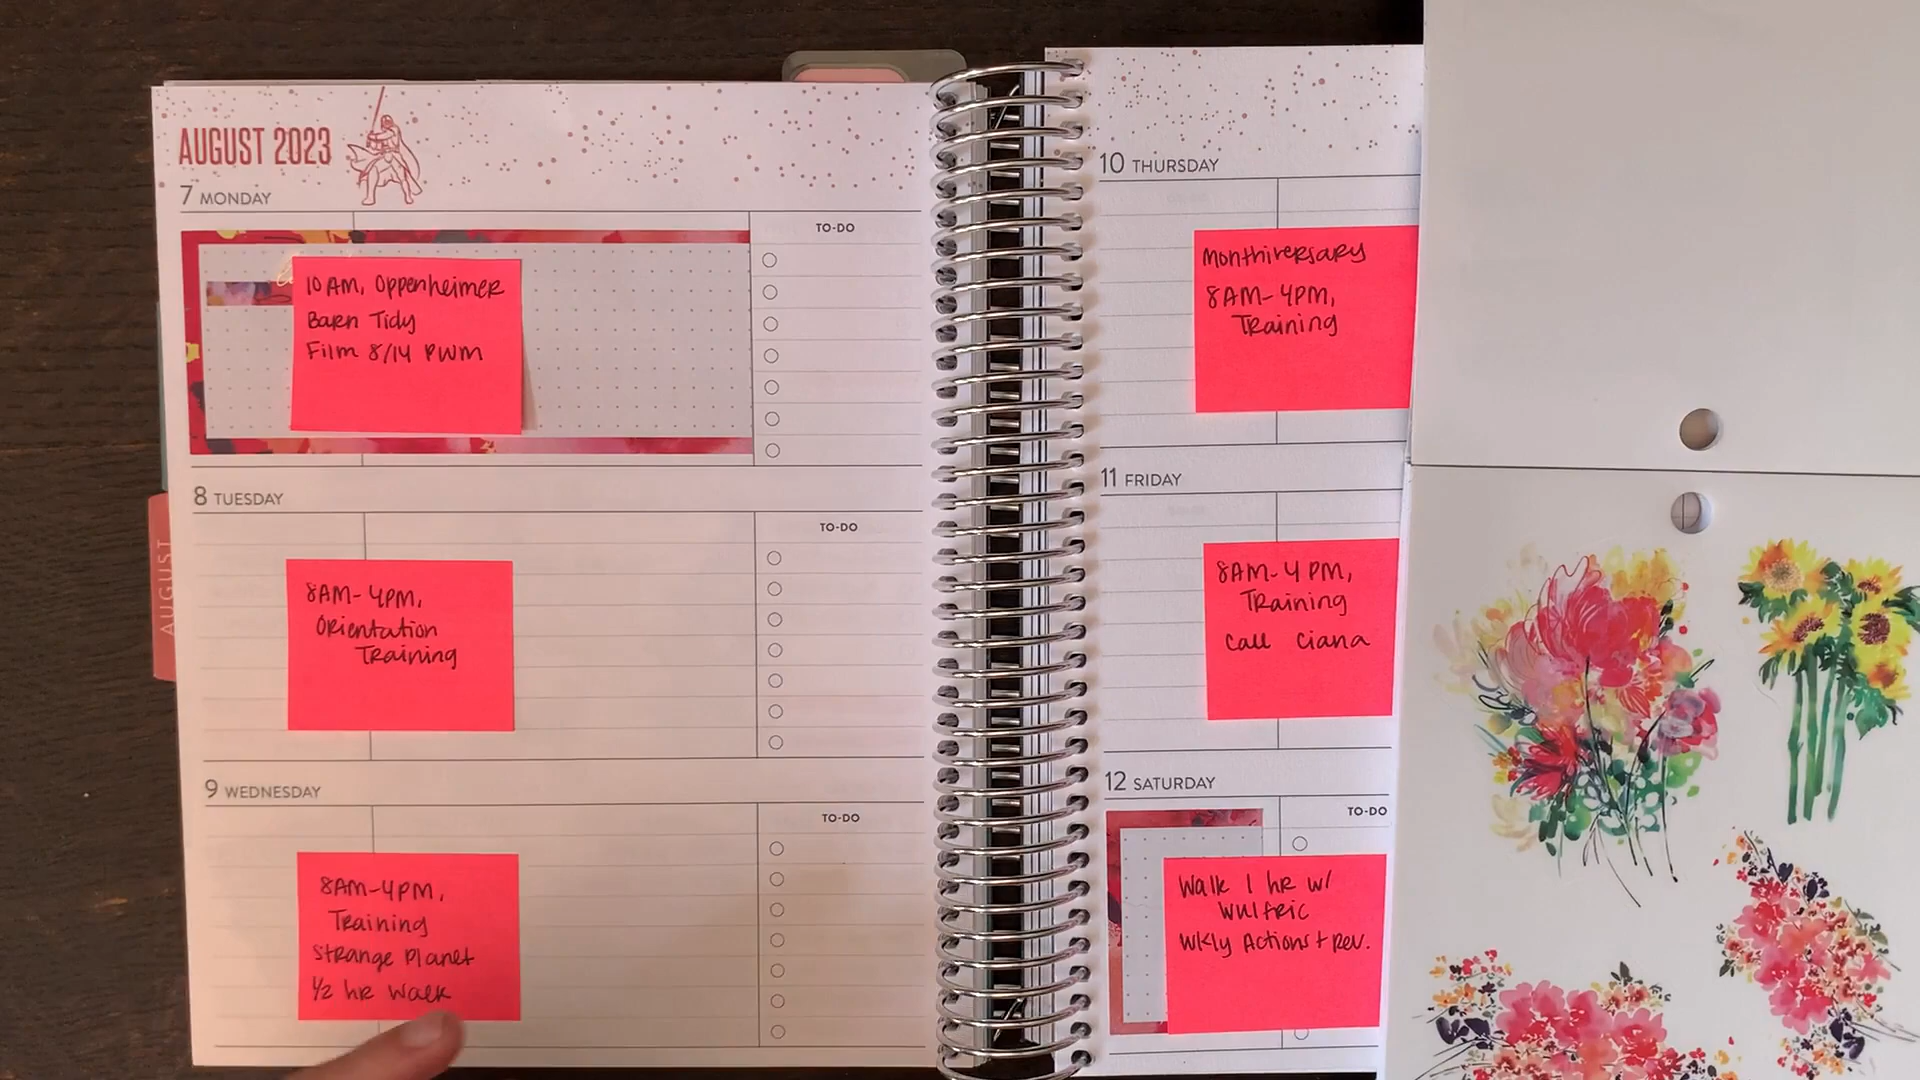 AUGUST 2023
7 MONDAY
TO-DO
10 AM, Oppenheimer
Barn Tidy
Film 8/14 PWM
8 TUESDAY
TO-DO
8AM-4PM,
Orientation
Training
9 WEDNESDAY
TO-DO
8AM-4PM,
Training
Strange Planet
1/2 hr walk
AUGUST
10 THURSDAY
Monthiversary
8AM-4PM,
Training
11 FRIDAY
8AM-4PM,
Training
Call Ciana
12 SATURDAY
TO-DO
Walk 1 hr w/
Wulfric
Wkly Actions + Rev.